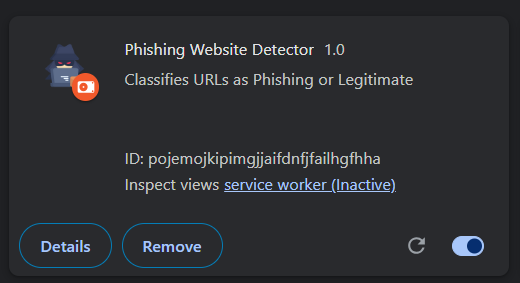 Phishing Website Detector 1.0
Classifies URLs as Phishing or Legitimate
ID: pojemojkipimgjjaifdnfjfailhgfhha
Inspect views service worker (Inactive)
Details Remove